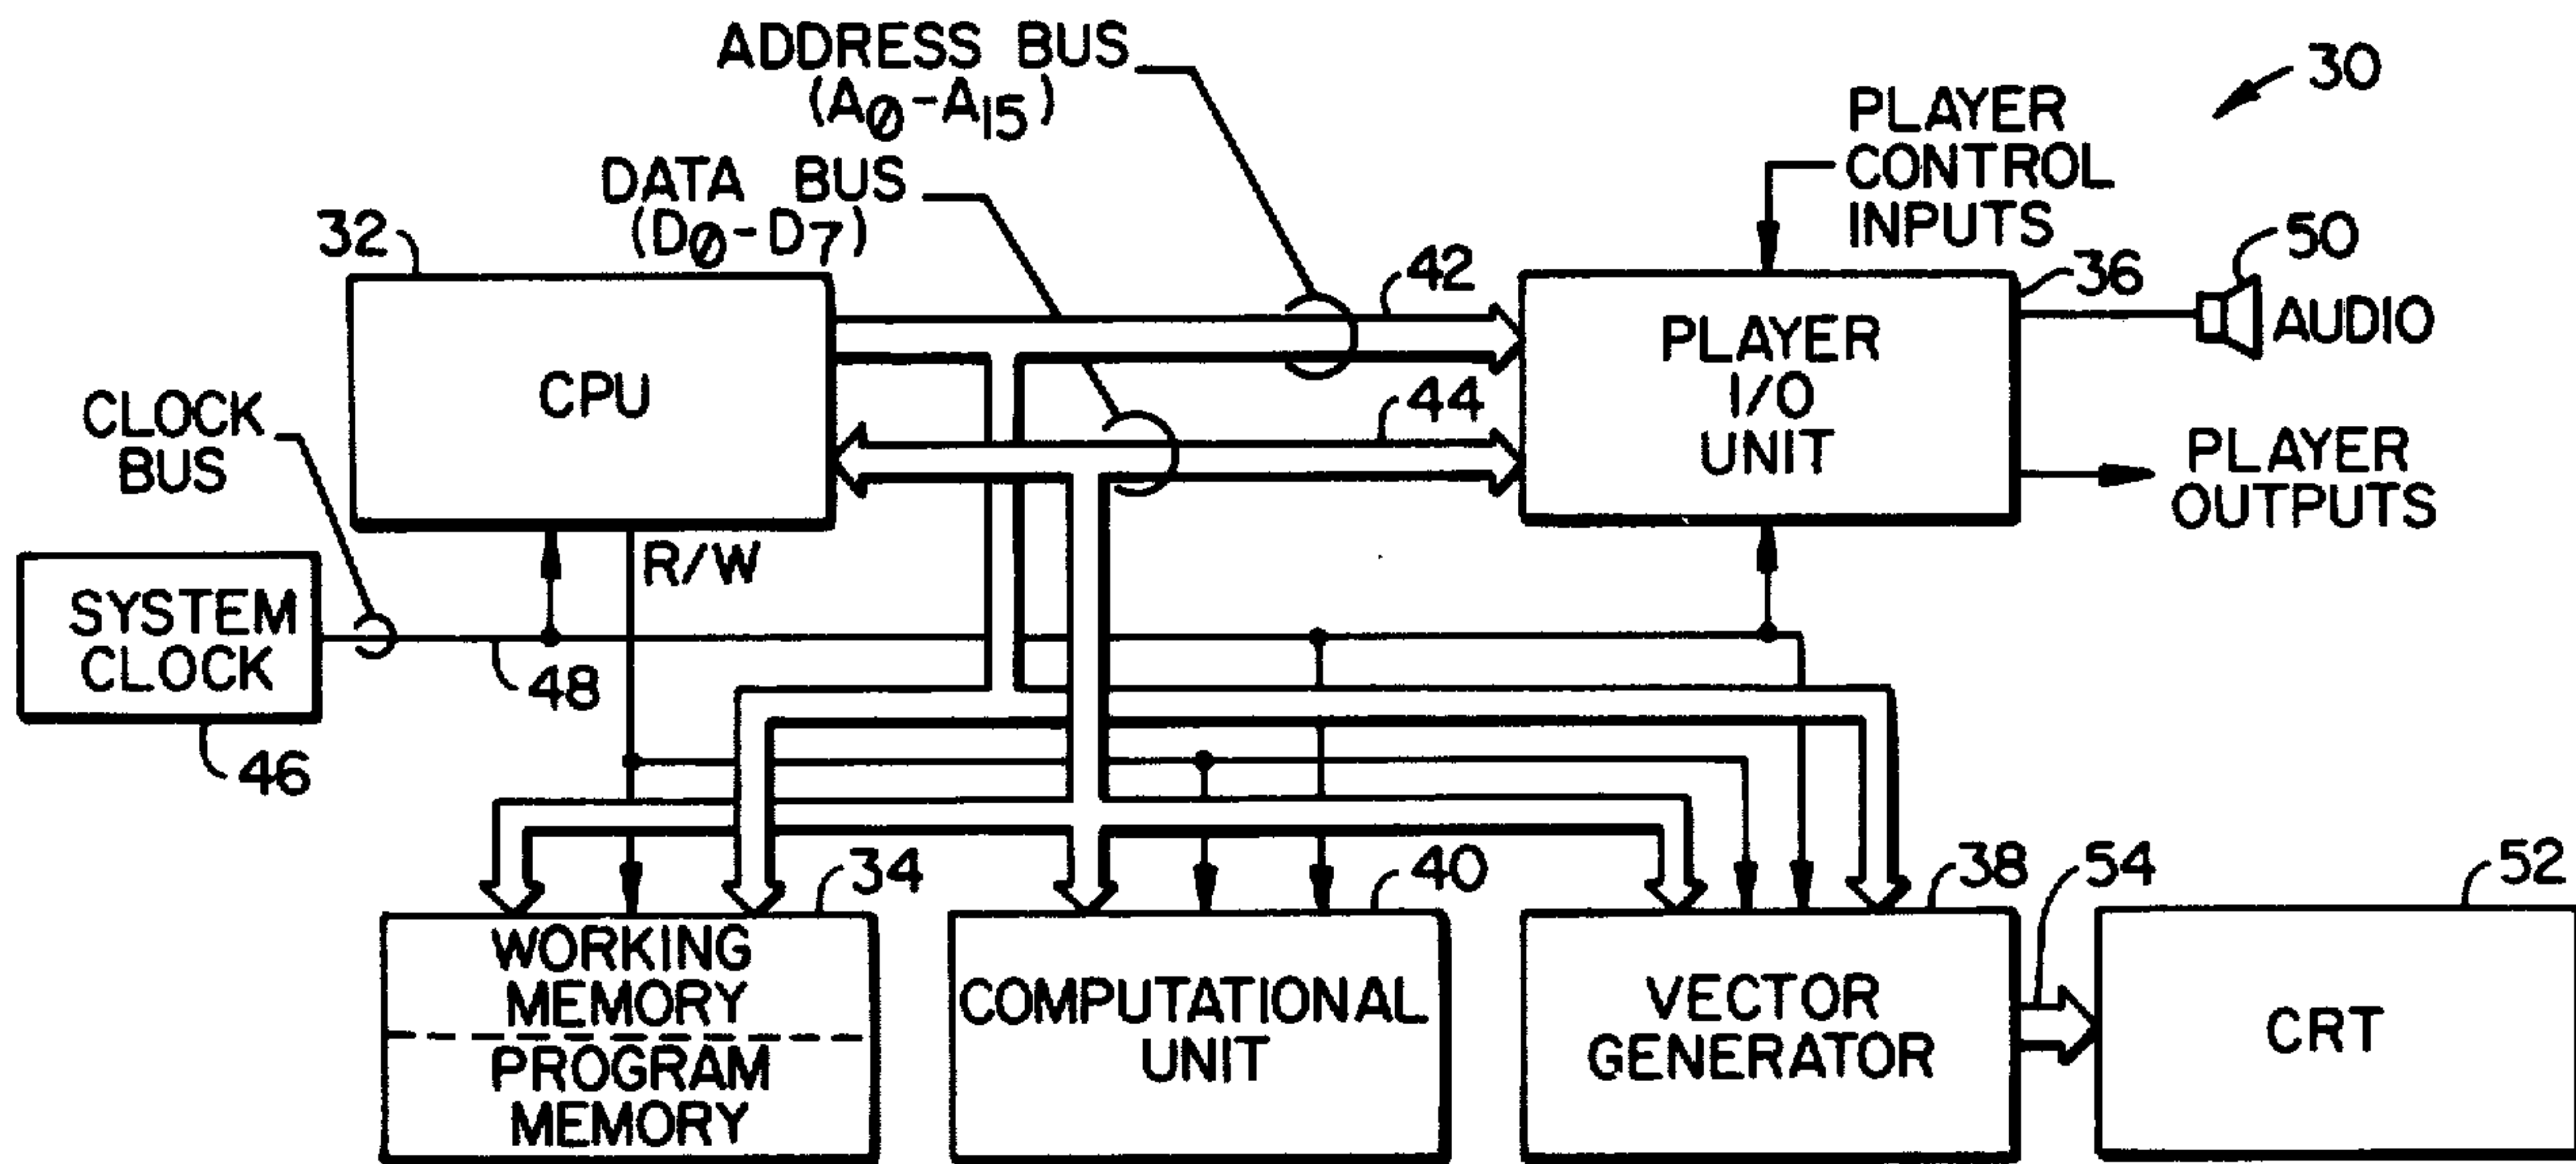 ADDRESS BUS
(AØ-A15)
DATA BUS
(DØ-D7)
30
PLAYER
CONTROL
INPUTS
50
AUDIO
32
42
36
CPU
PLAYER
I/O
UNIT
44
CLOCK
BUS
PLAYER
OUTPUTS
R/W
SYSTEM
CLOCK
48
46
34
40
38
54
52
WORKING
MEMORY
PROGRAM
MEMORY
COMPUTATIONAL
UNIT
VECTOR
GENERATOR
CRT